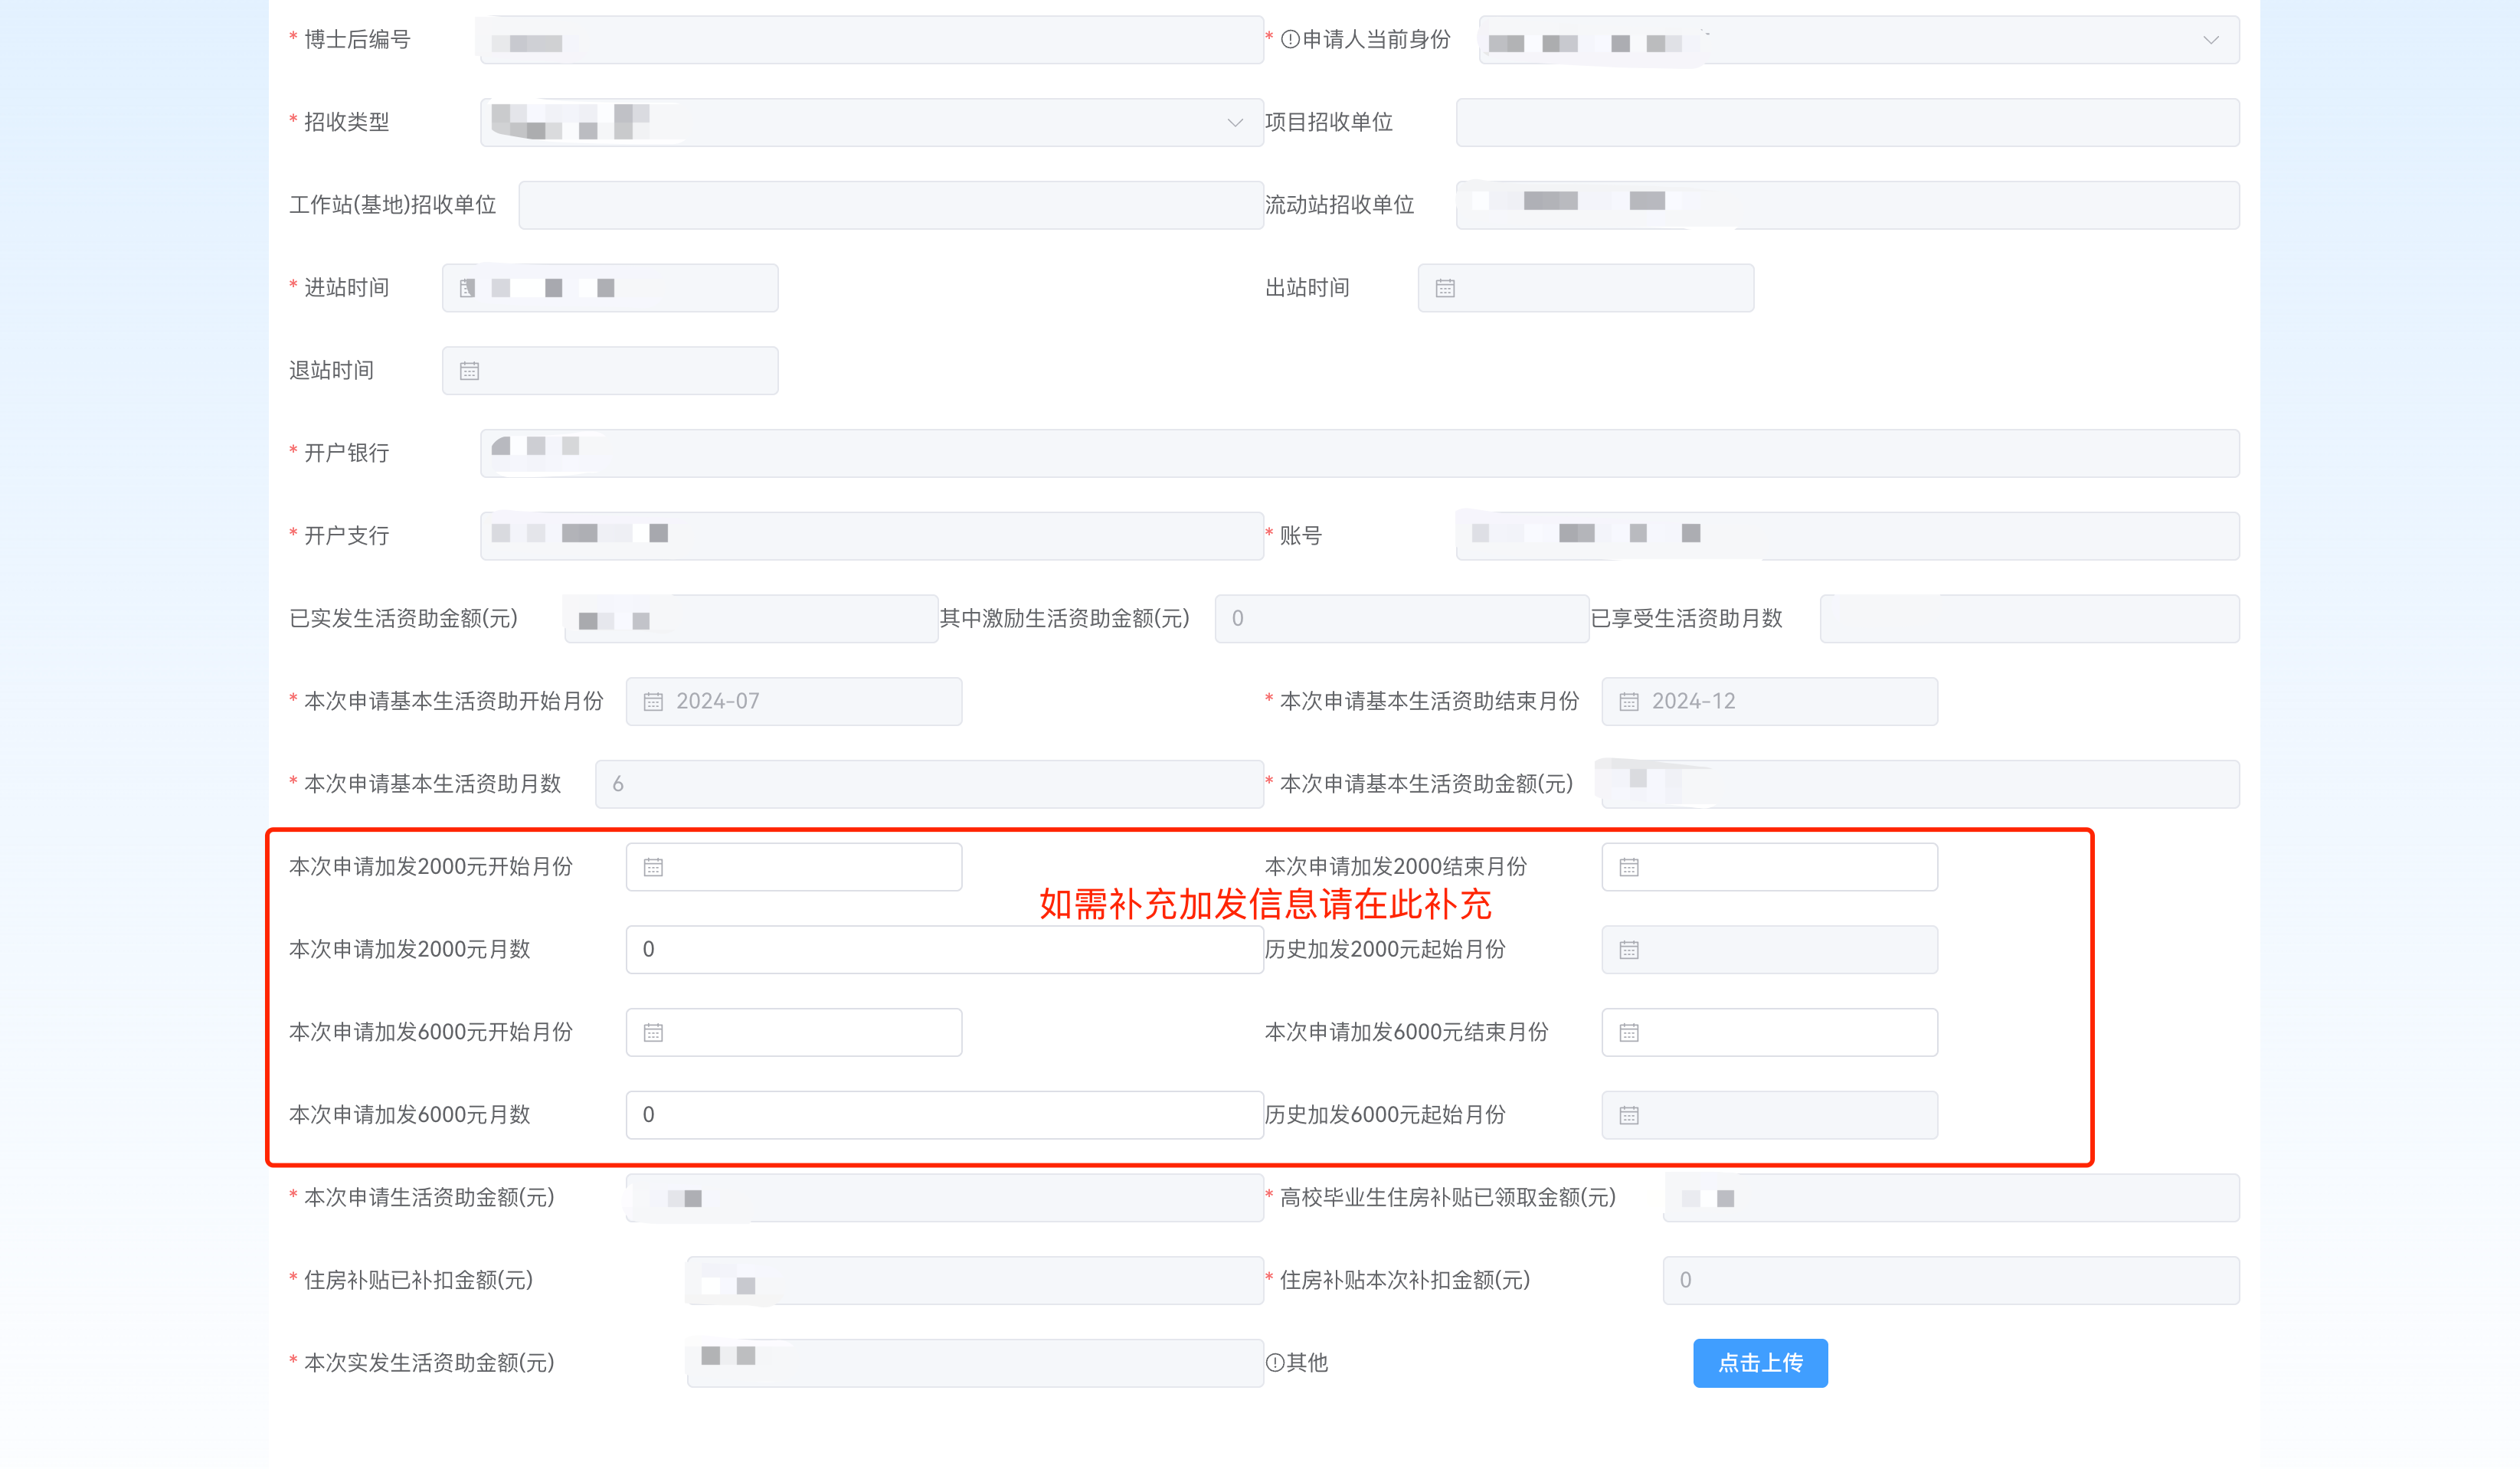 * 博士后编号
* 申请人当前身份
* 招收类型
项目招收单位
工作站(基地)招收单位
流动站招收单位
* 进站时间
出站时间
退站时间
* 开户银行
* 开户支行
* 账号
已实发生活资助金额(元)
其中激励生活资助金额(元) 0
已享受生活资助月数
* 本次申请基本生活资助开始月份 2024-07
* 本次申请基本生活资助结束月份 2024-12
* 本次申请基本生活资助月数 6
* 本次申请基本生活资助金额(元)
本次申请加发2000元开始月份
本次申请加发2000结束月份
如需补充加发信息请在此补充
本次申请加发2000元月数 0
历史加发2000元起始月份
本次申请加发6000元开始月份
本次申请加发6000元结束月份
本次申请加发6000元月数 0
历史加发6000元起始月份
* 本次申请生活资助金额(元)
* 高校毕业生住房补贴已领取金额(元)
* 住房补贴已补扣金额(元)
* 住房补贴本次补扣金额(元) 0
* 本次实发生活资助金额(元)
其他
点击上传